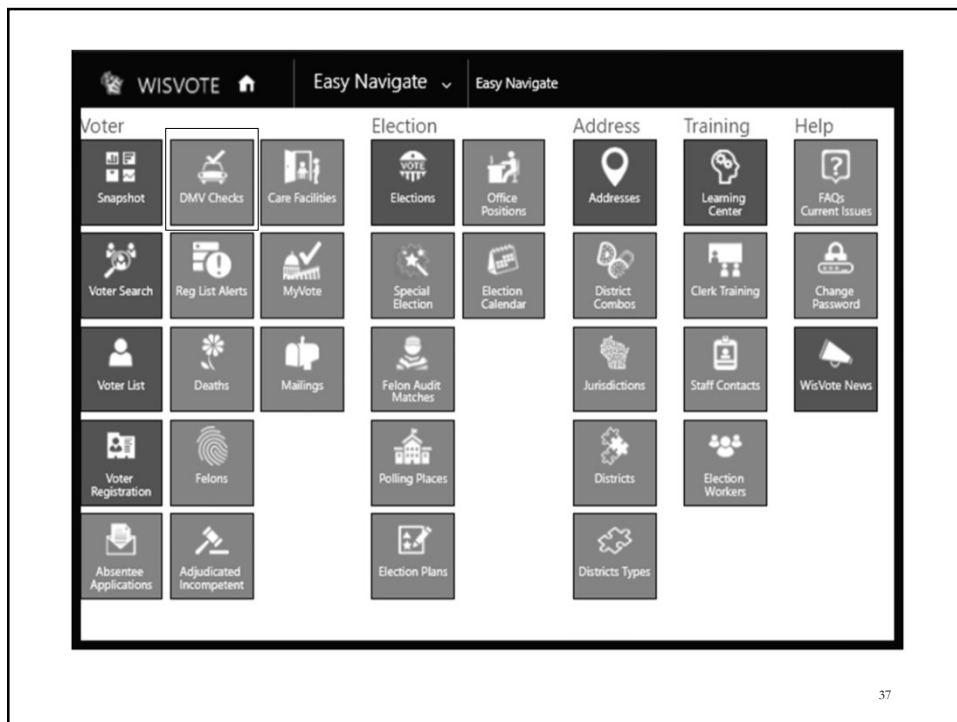 WISVOTE Easy Navigate Easy Navigate
Voter Election Address Training Help
Snapshot DMV Checks Care Facilities VOTE Elections Office Positions Addresses Learning Center FAQs Current Issues
Voter Search Reg List Alerts MyVote Special Election Election Calendar District Combos Clerk Training Change Password
Voter List Deaths Mailings Felon Audit Matches Jurisdictions Staff Contacts WisVote News
Voter Registration Felons Polling Places Districts Election Workers
Absentee Applications Adjudicated Incompetent Election Plans Districts Types
37